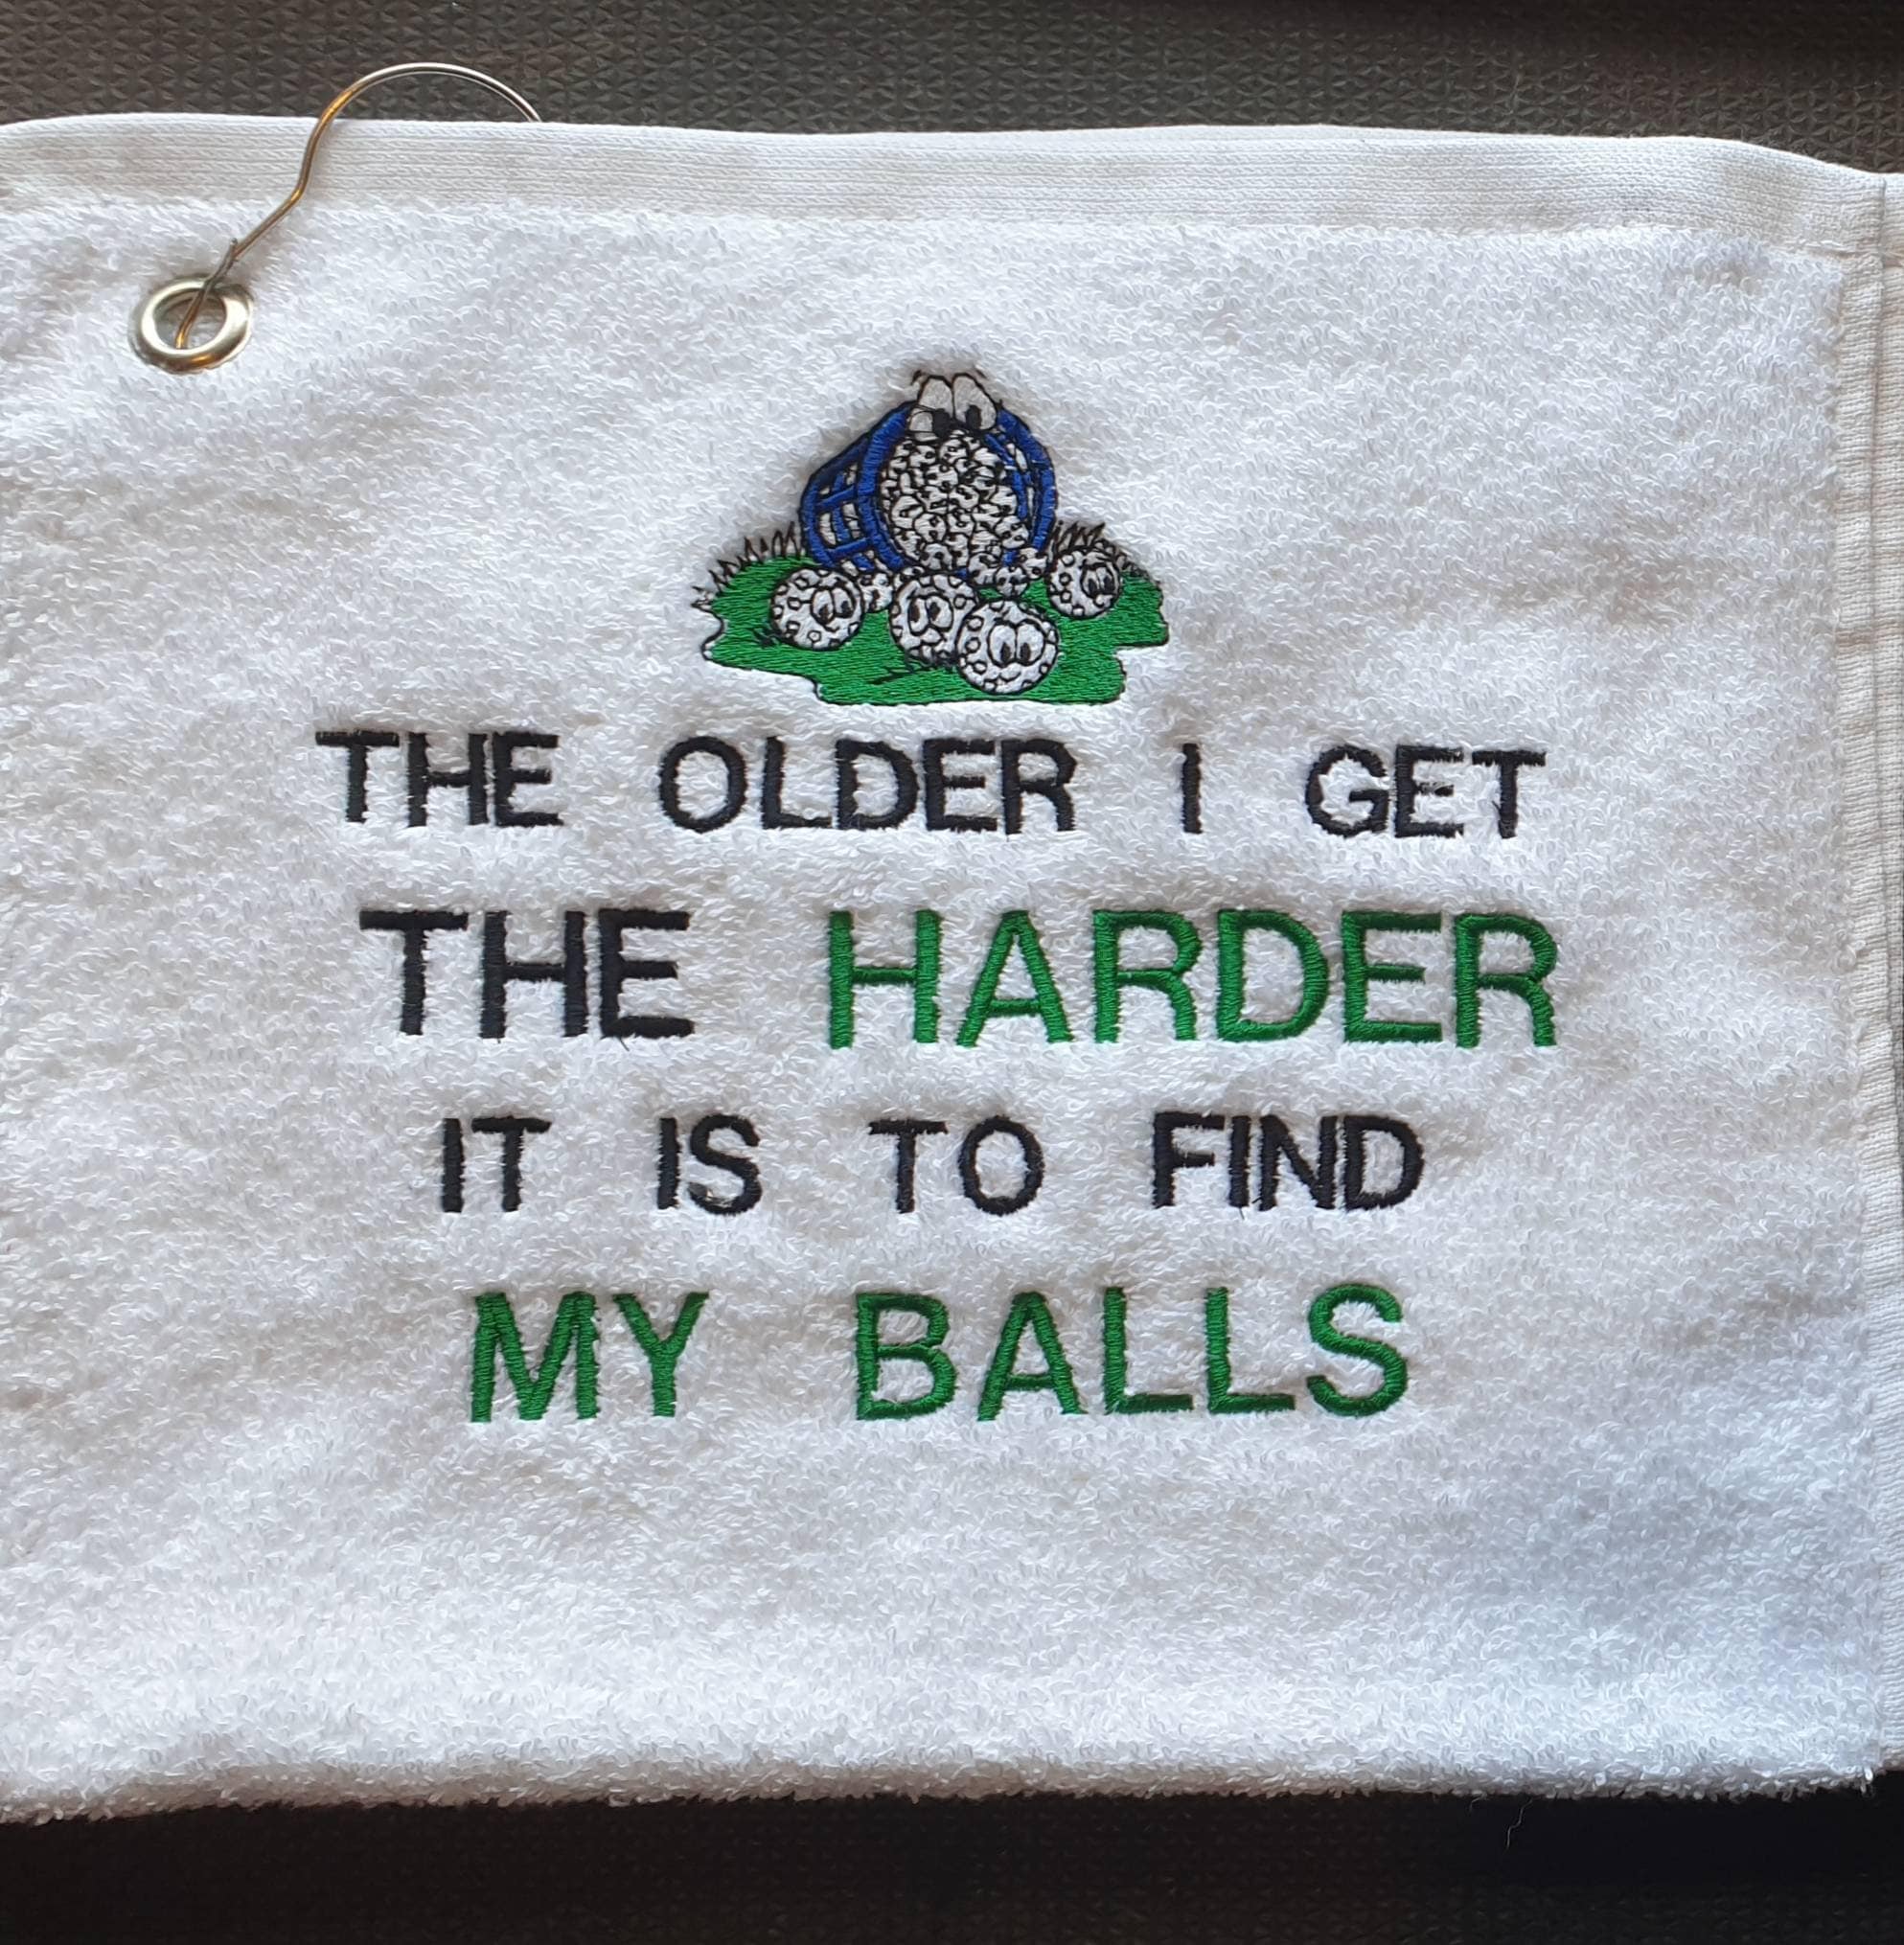 THE OLDER I GET
THE HARDER
IT IS TO FIND
MY BALLS